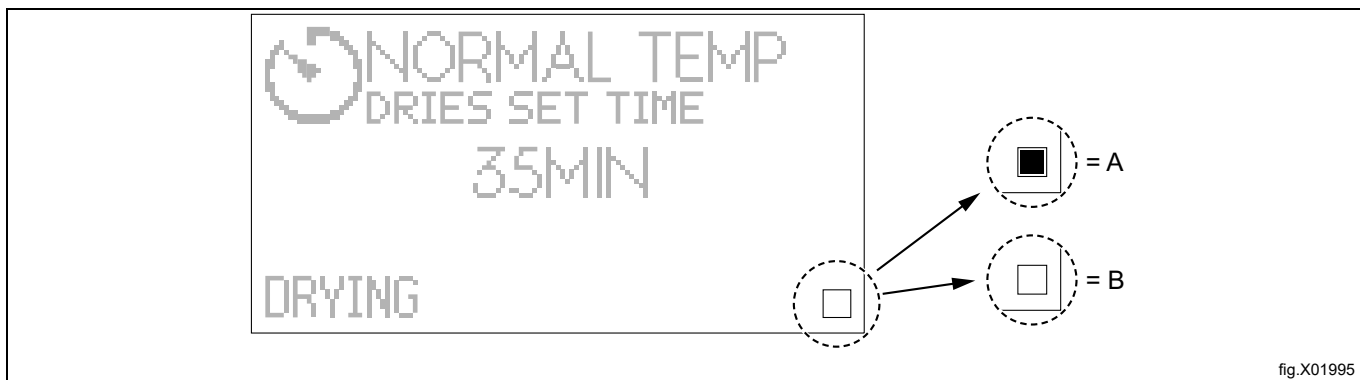 NORMAL TEMP
DRIES SET TIME
35MIN
DRYING
= A
= B
fig.X01995